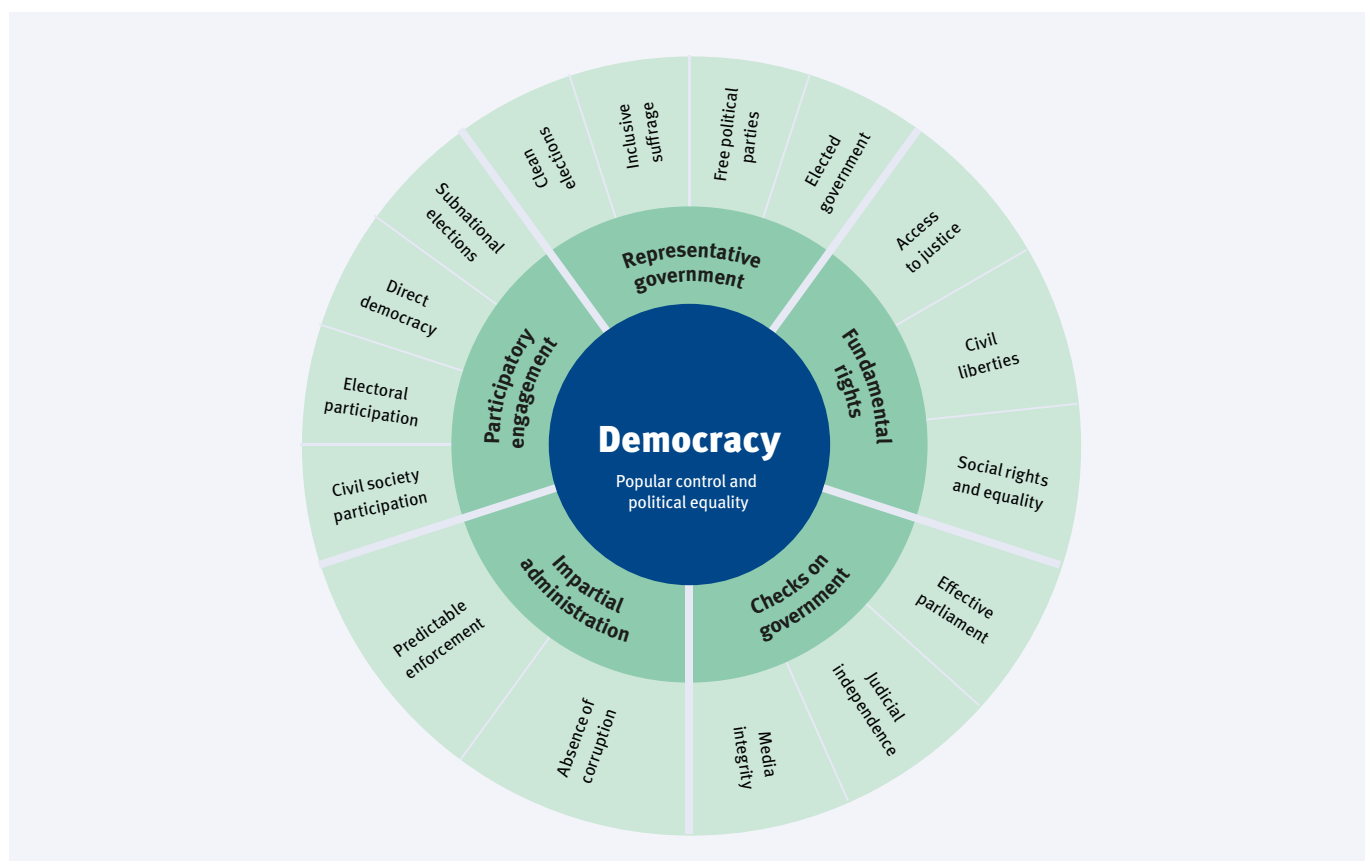 Democracy
Popular control and
political equality
Representative
government
Clean
elections
Inclusive
suffrage
Free political
parties
Elected
government
Fundamental
rights
Access
to justice
Civil
liberties
Social rights
and equality
Checks on
government
Effective
parliament
Judicial
independence
Media
integrity
Impartial
administration
Absence of
corruption
Predictable
enforcement
Participatory
engagement
Civil society
participation
Electoral
participation
Direct
democracy
Subnational
elections